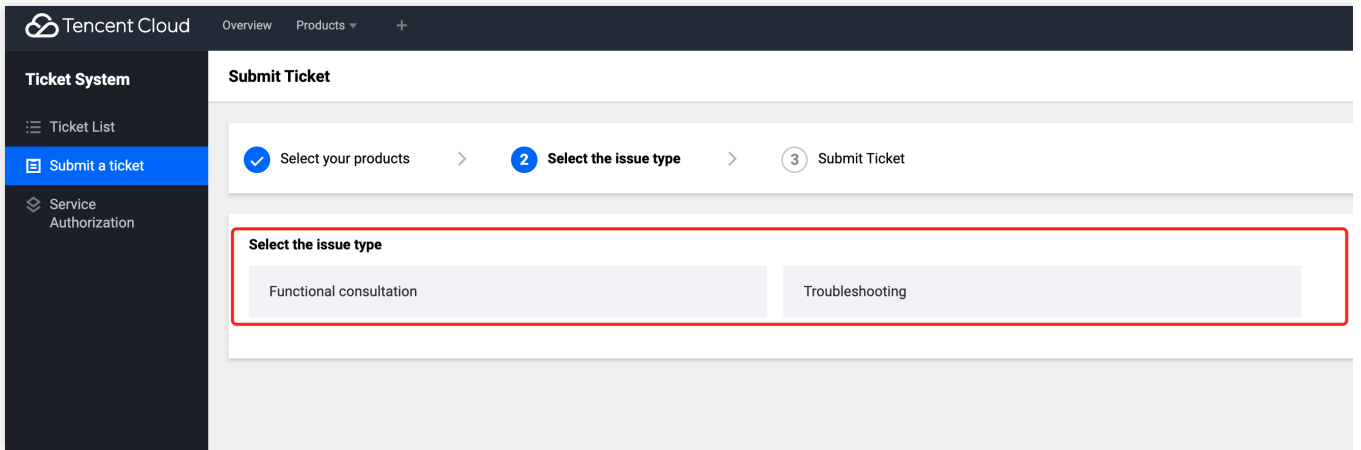 Tencent Cloud
Overview
Products
Ticket System
Ticket List
Submit a ticket
Service
Authorization
Submit Ticket
Select your products
2
Select the issue type
3
Submit Ticket
Select the issue type
Functional consultation
Troubleshooting